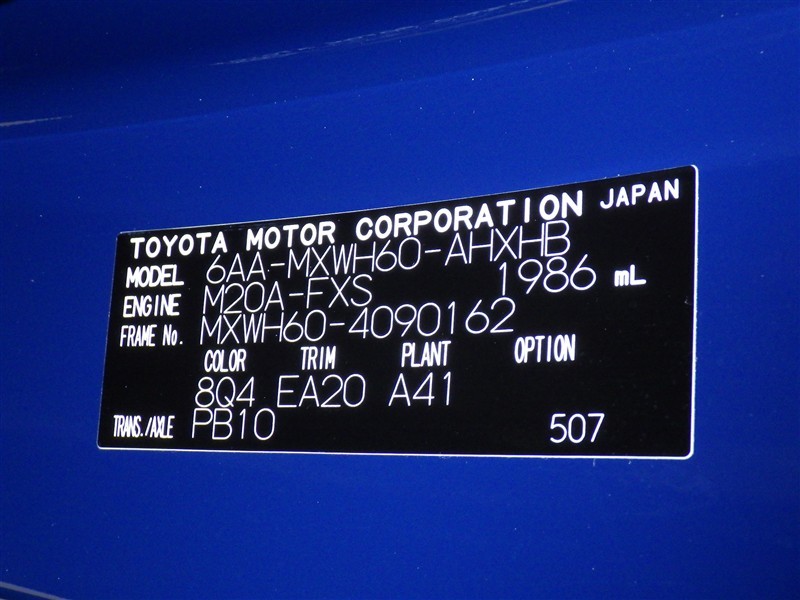 TOYOTA MOTOR CORPORATION JAPAN
MODEL 6AA-MXWH60-AHXHB
ENGINE M20A-FXS 1986 mL
FRAME No. MXWH60-4090162
COLOR TRIM PLANT OPTION
8Q4 EA20 A41
TRANS./AXLE PB10 507